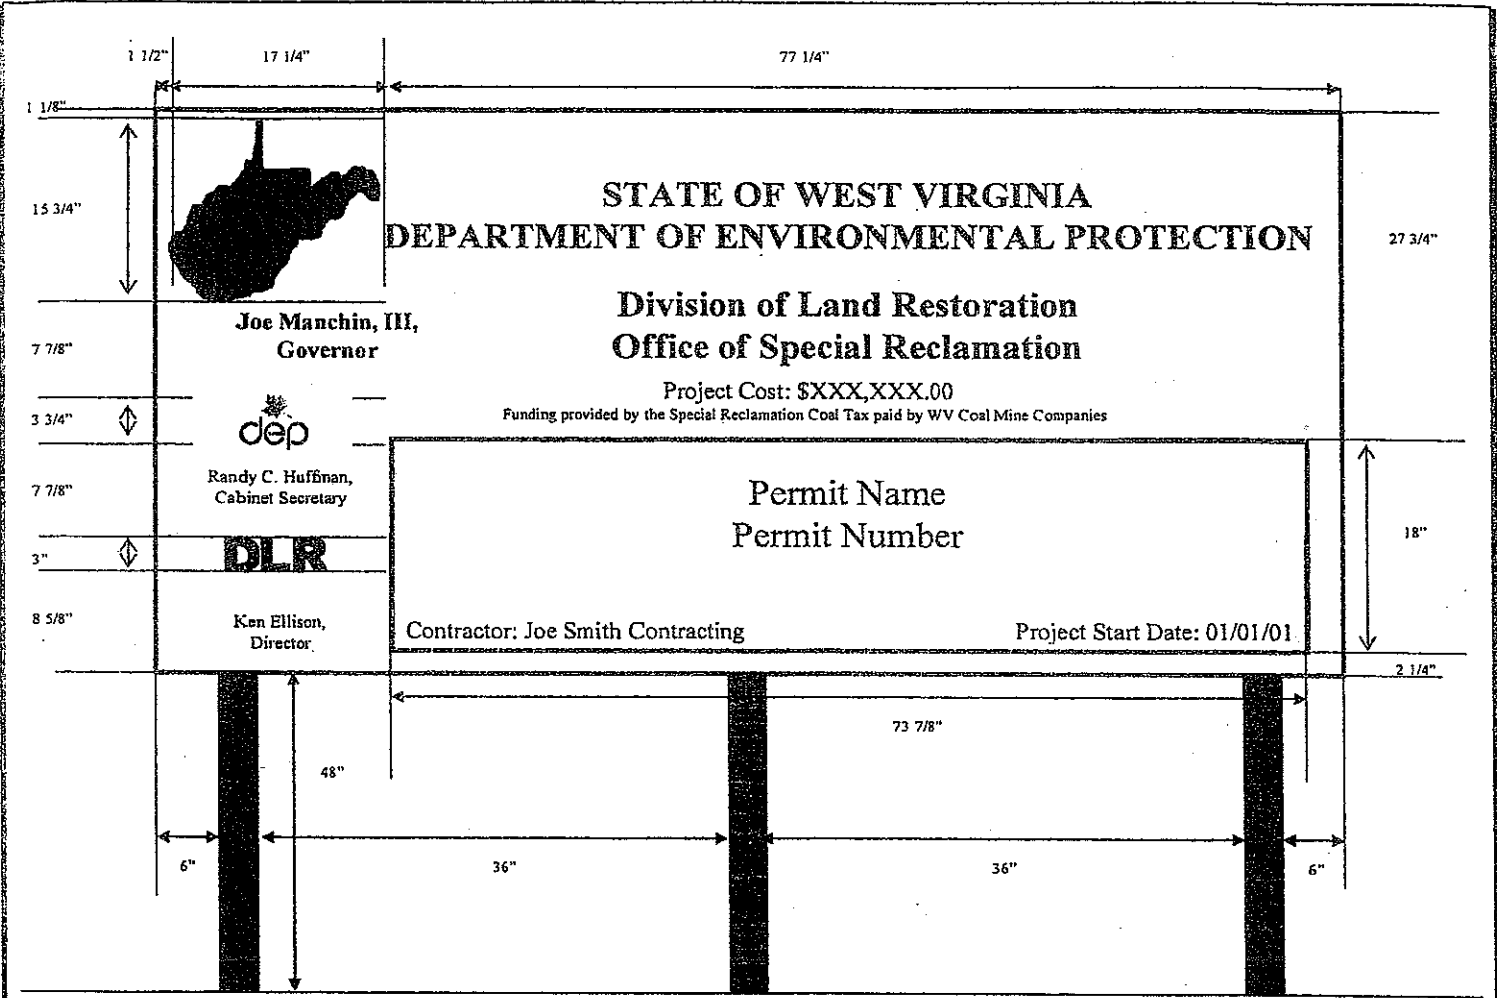 1 1/2"
17 1/4"
77 1/4"
1 1/8"
15 3/4"
STATE OF WEST VIRGINIA
DEPARTMENT OF ENVIRONMENTAL PROTECTION
27 3/4"
Division of Land Restoration
Office of Special Reclamation
Joe Manchin, III,
Governor
7 7/8"
Project Cost: $XXX,XXX.00
Funding provided by the Special Reclamation Coal Tax paid by WV Coal Mine Companies
3 3/4"
dep
Randy C. Huffman,
Cabinet Secretary
7 7/8"
Permit Name
Permit Number
18"
DLR
3"
8 5/8"
Ken Ellison,
Director
Contractor: Joe Smith Contracting
Project Start Date: 01/01/01
2 1/4"
73 7/8"
48"
6"
36"
36"
6"